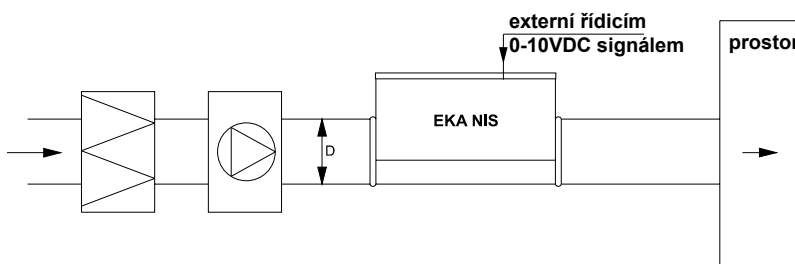 externí řídicím
0-10VDC signálem
prostor
EKA NIS
D